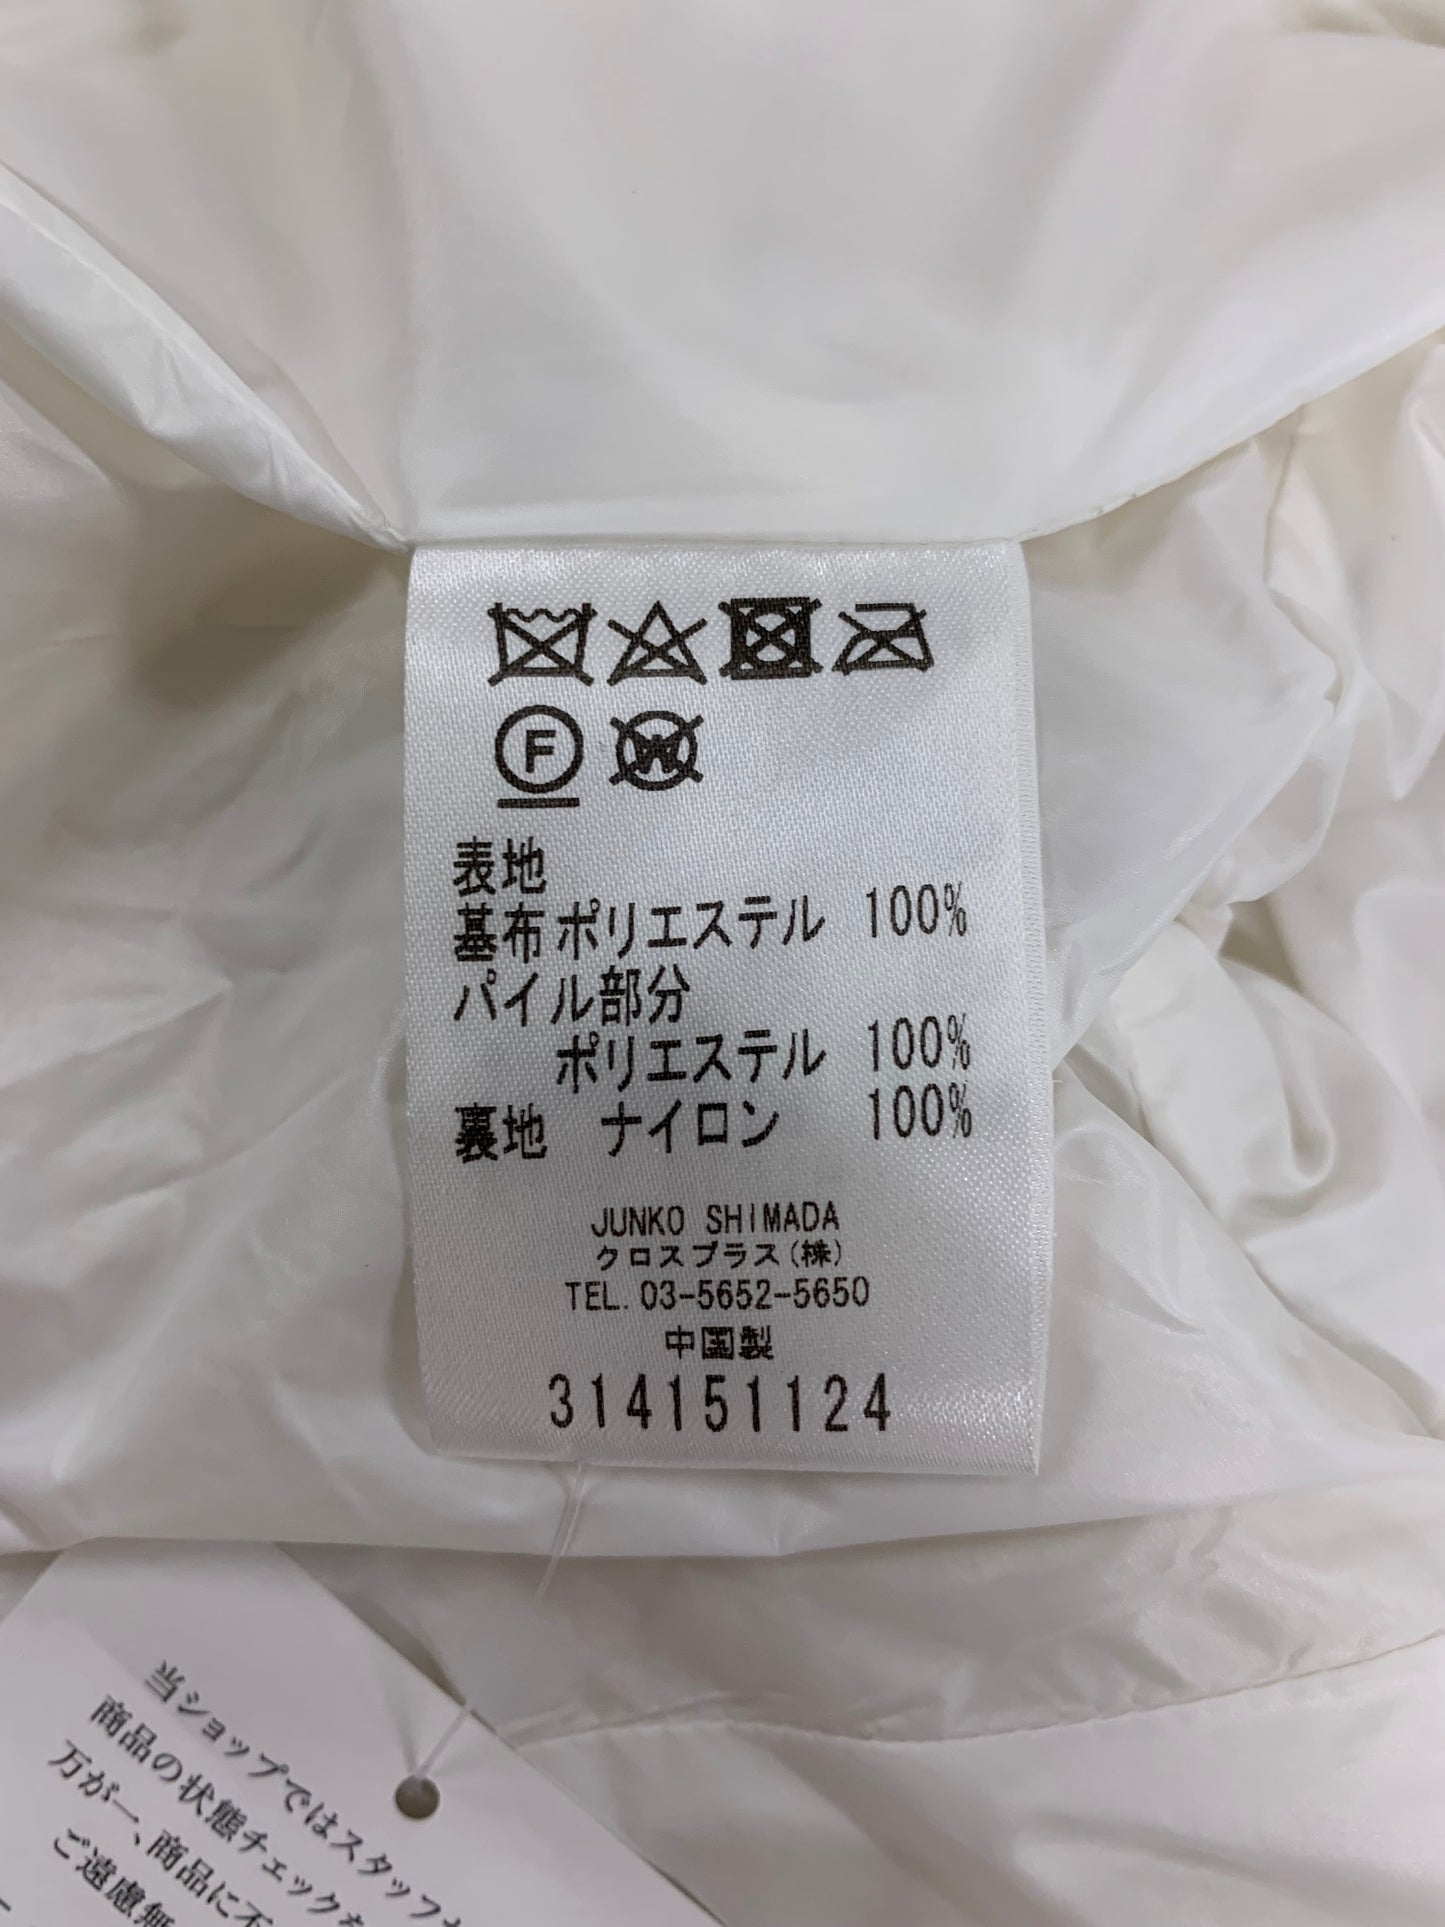 F
W
表地
基布 ポリエステル 100%
パイル部分
ポリエステル 100%
裏地 ナイロン 100%
JUNKO SHIMADA
クロスプラス(株)
TEL. 03-5652-5650
中国製
314151124
当ショップではスタッフ
商品の状態チェックを
万が一、商品に不
ご遠慮無